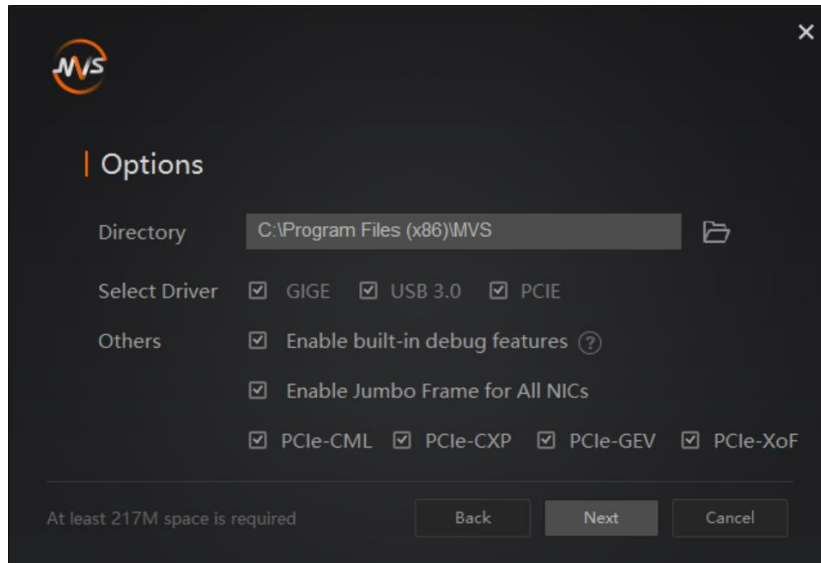 MVS
Options
Directory C:\Program Files (x86)\MVS
Select Driver GIGE USB 3.0 PCIE
Others Enable built-in debug features ?
Enable Jumbo Frame for All NICs
PCIe-CML PCIe-CXP PCIe-GEV PCIe-XoF
At least 217M space is required Back Next Cancel